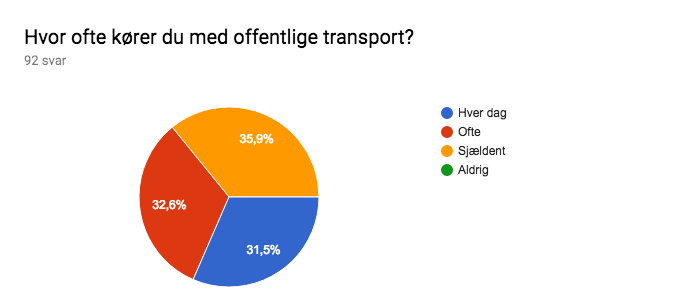 Hvor ofte kører du med offentlige transport?
92 svar
35,9%
32,6%
31,5%
Hver dag
Ofte
Sjældent
Aldrig